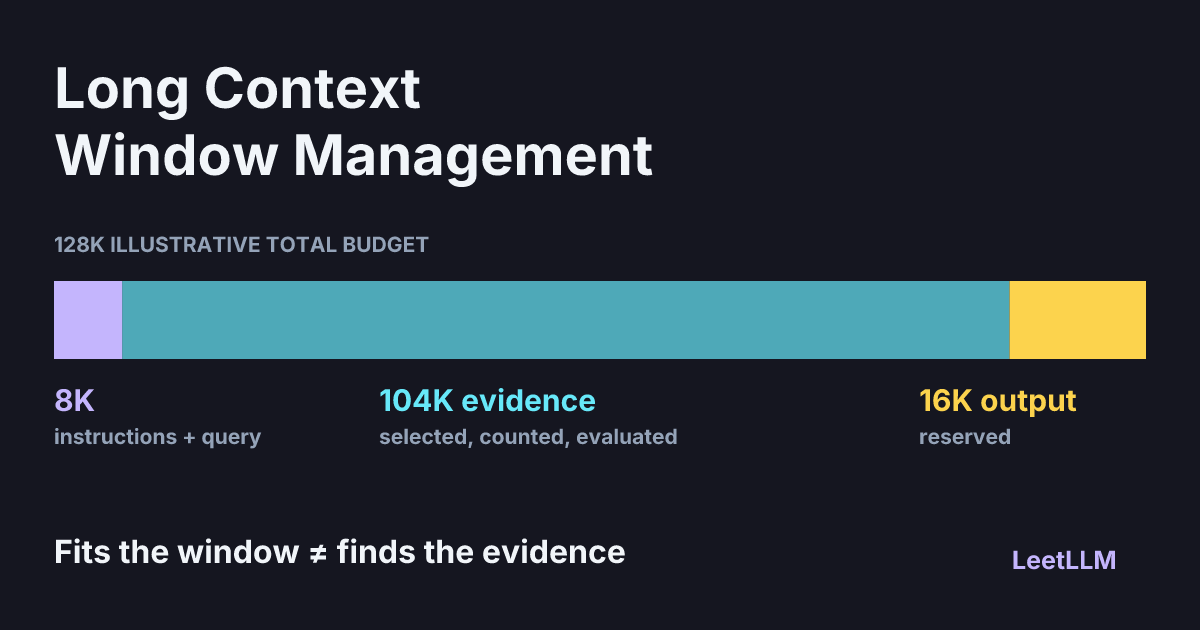 Long Context
Window Management
128K ILLUSTRATIVE TOTAL BUDGET
8K
instructions + query
104K evidence
selected, counted, evaluated
16K output
reserved
Fits the window ≠ finds the evidence
LeetLLM